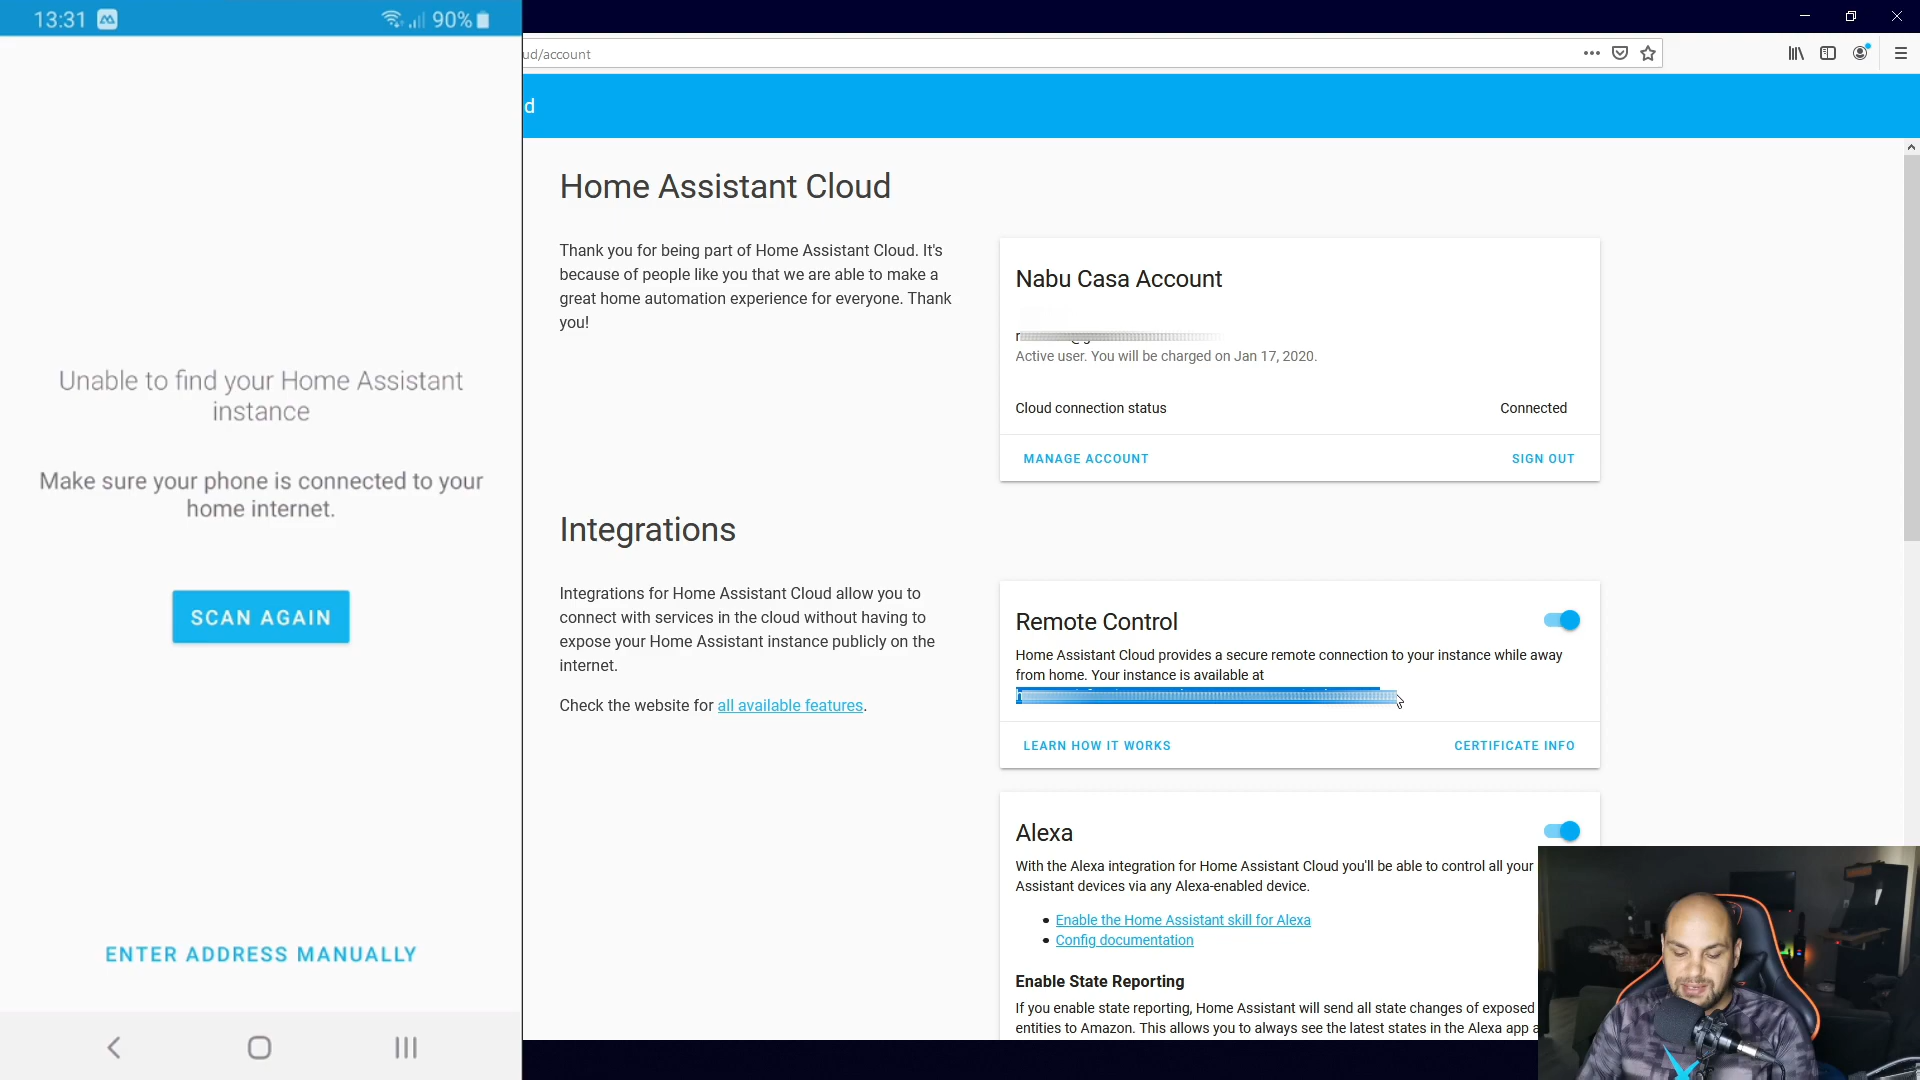 13:31
90%
Unable to find your Home Assistant
instance
Make sure your phone is connected to your
home internet.
SCAN AGAIN
ENTER ADDRESS MANUALLY
ud/account
d
Home Assistant Cloud
Thank you for being part of Home Assistant Cloud. It's
because of people like you that we are able to make a
great home automation experience for everyone. Thank
you!
Nabu Casa Account
Active user. You will be charged on Jan 17, 2020.
Cloud connection status
Connected
MANAGE ACCOUNT
SIGN OUT
Integrations
Integrations for Home Assistant Cloud allow you to
connect with services in the cloud without having to
expose your Home Assistant instance publicly on the
internet.
Check the website for all available features.
Remote Control
Home Assistant Cloud provides a secure remote connection to your instance while away
from home. Your instance is available at
LEARN HOW IT WORKS
CERTIFICATE INFO
Alexa
With the Alexa integration for Home Assistant Cloud you'll be able to control all your
Assistant devices via any Alexa-enabled device.
Enable the Home Assistant skill for Alexa
Config documentation
Enable State Reporting
If you enable state reporting, Home Assistant will send all state changes of exposed
entities to Amazon. This allows you to always see the latest states in the Alexa app a